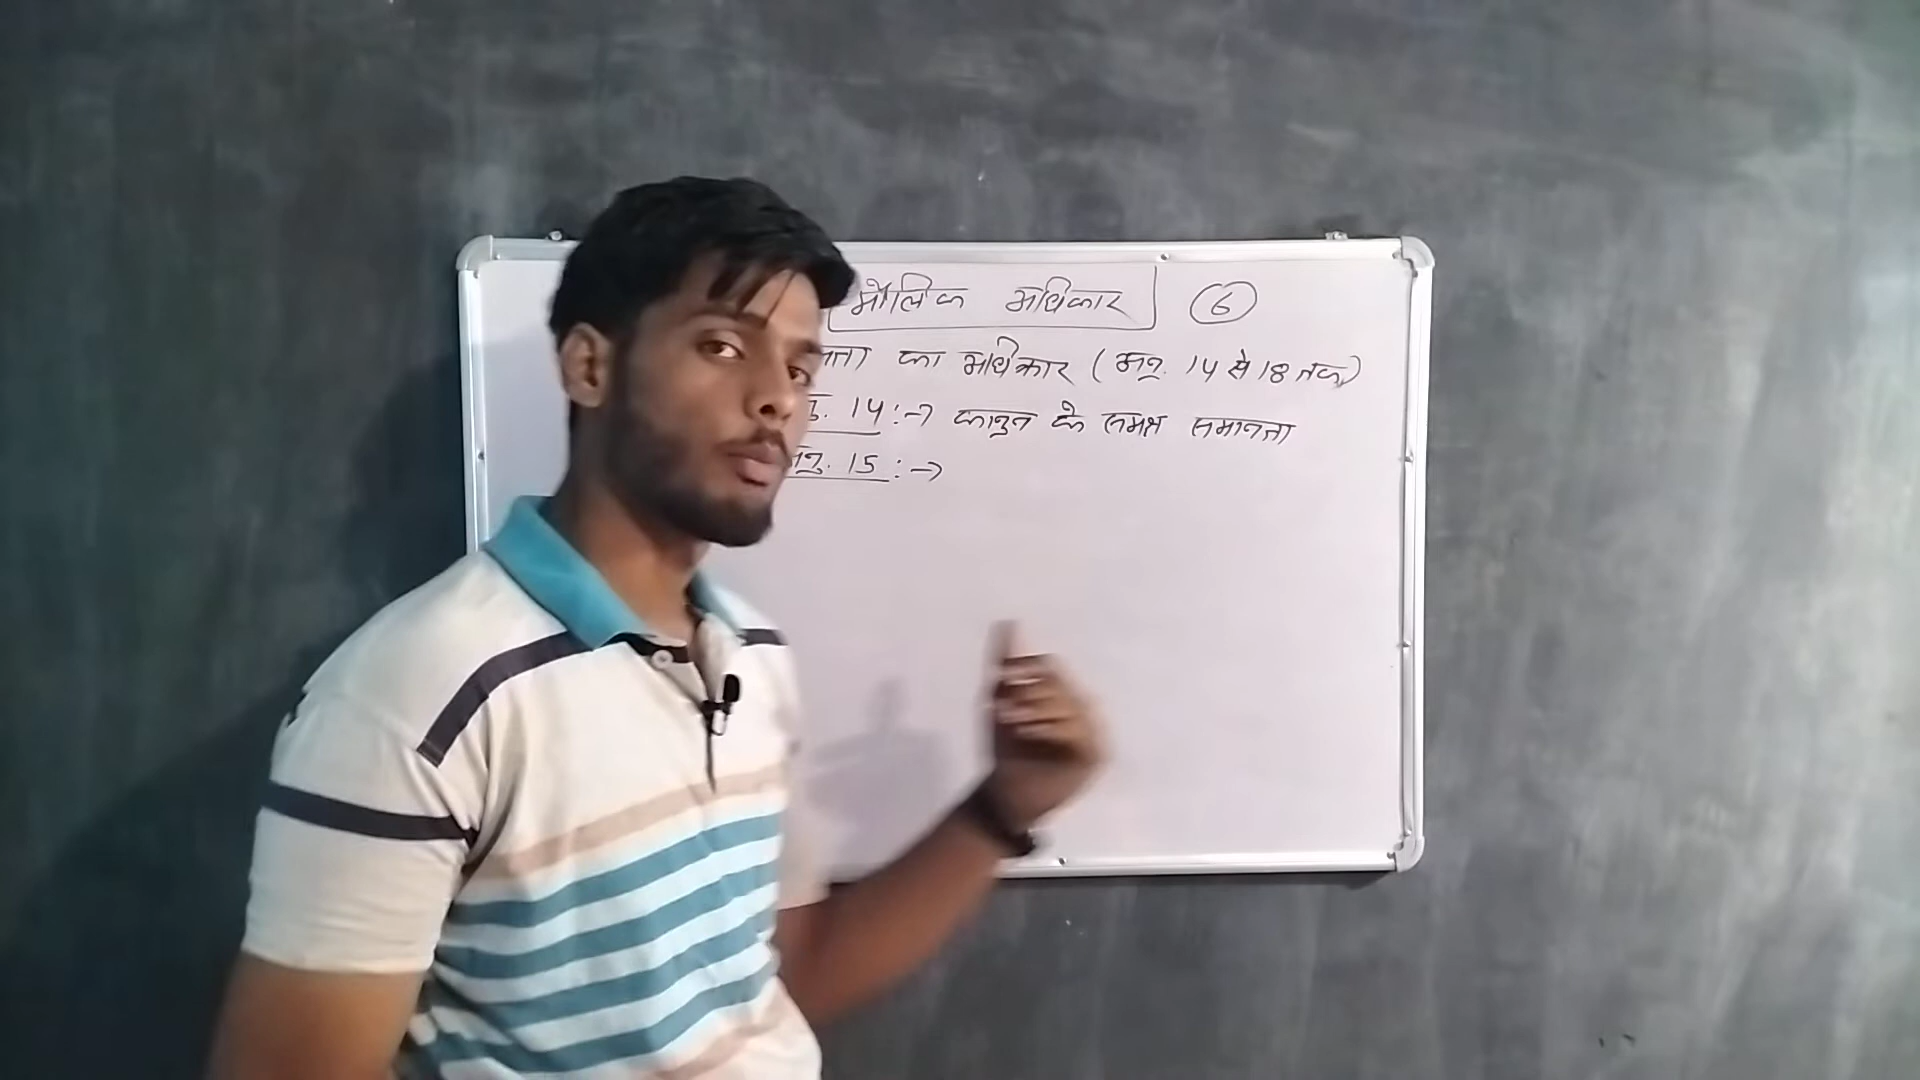 मौलिक अधिकार 6
का अधिकार (अनु. 14 से 18 तक)
14 :→ कानुन के समक्ष समानता
अनु. 15 :→